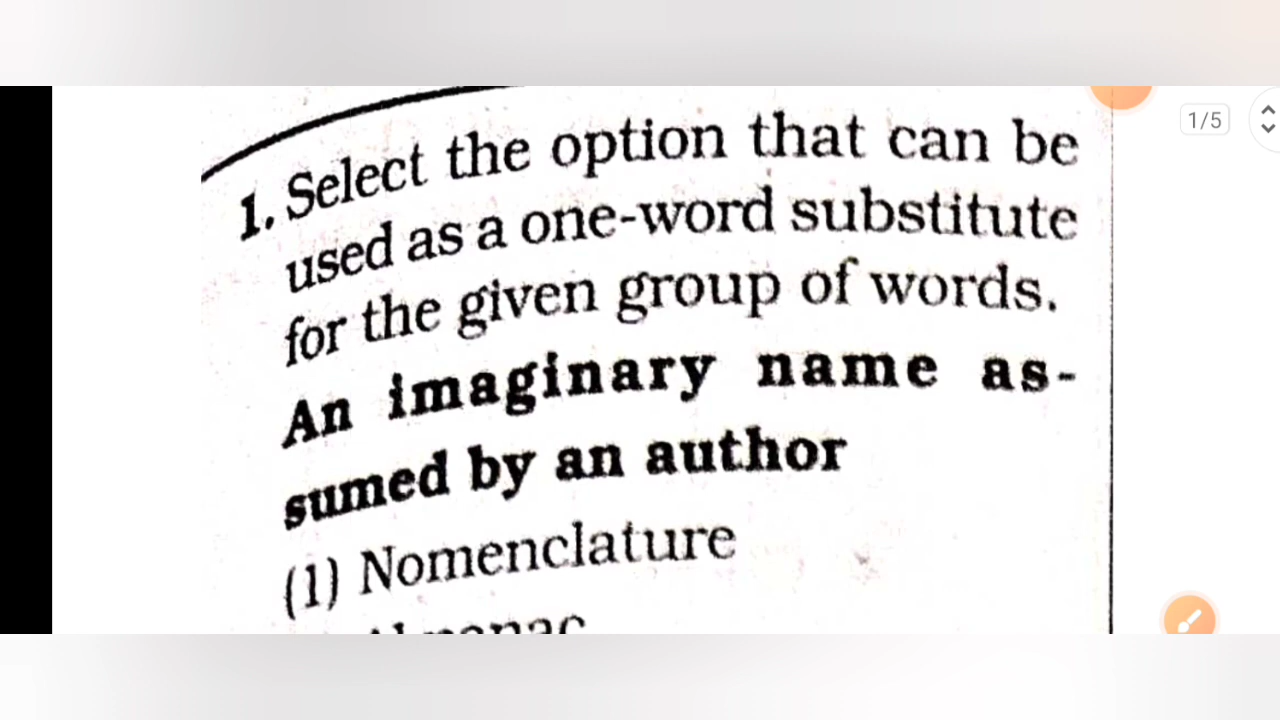 1/5
1. Select the option that can be
used as a one-word substitute
for the given group of words.
An imaginary name as-
sumed by an author
(1) Nomenclature